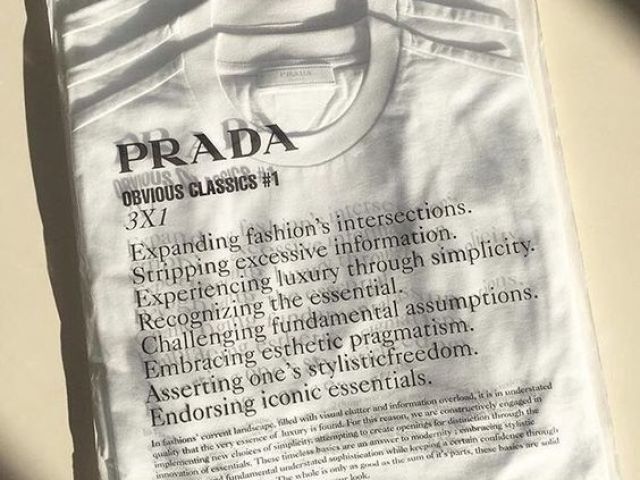 PRADA
PRADA
OBVIOUS CLASSICS #1
3X1
Expanding fashion's intersections.
Stripping excessive information.
Experiencing luxury through simplicity.
Recognizing the essential.
Challenging fundamental assumptions.
Embracing esthetic pragmatism.
Asserting one's stylisticfreedom.
Endorsing iconic essentials.
In fashions' current landscape, filled with visual clutter and information overload, it is in understated
quality that the very essence of luxury is found. For this reason, we are constructively engaged in
implementing new choices of simplicity, attempting to create openings for distinction through the
innovation of essentials. These timeless basics are an answer to modernity : embracing stylistic
and fundamental understated sophistication while keeping a certain confidence through
The whole is only as good as the sum of it's parts, these basics are solid
your look.